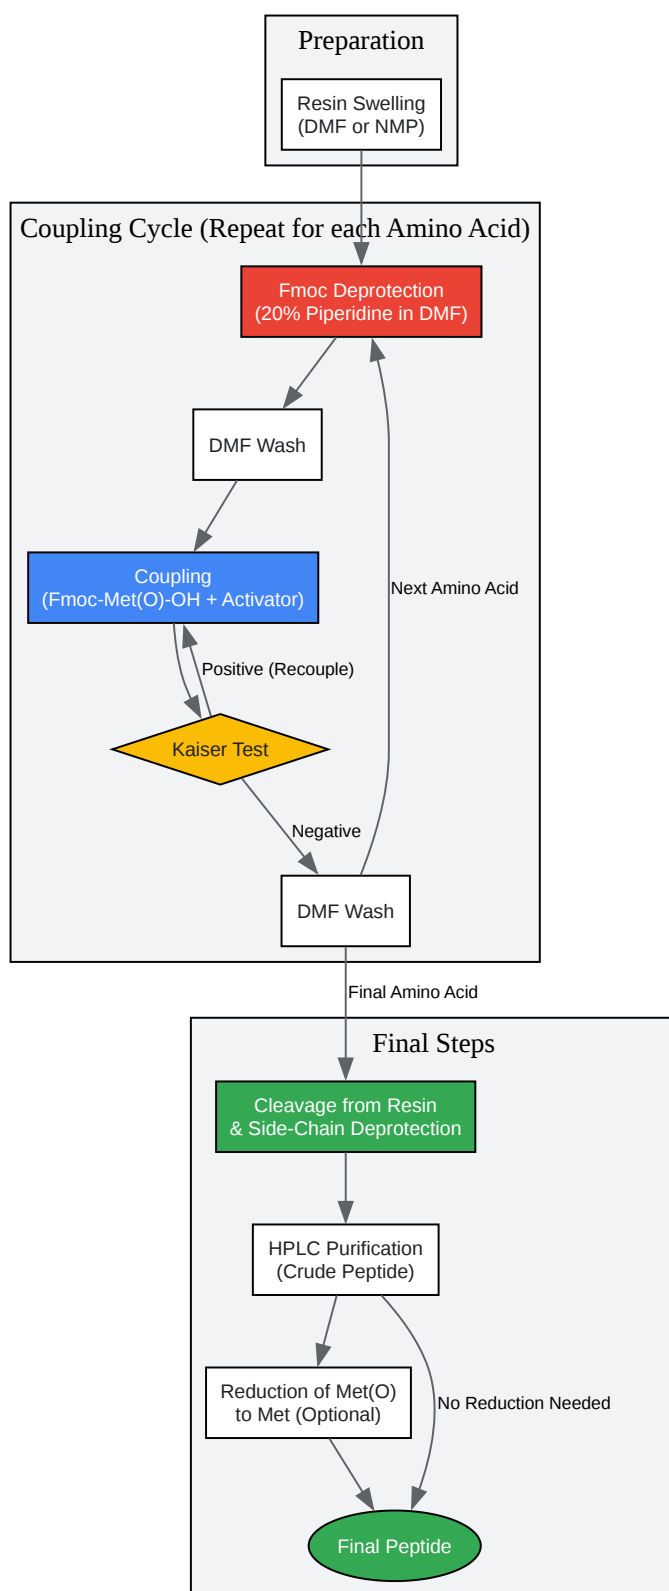 Preparation
Resin Swelling
(DMF or NMP)
Coupling Cycle (Repeat for each Amino Acid)
Fmoc Deprotection
(20% Piperidine in DMF)
DMF Wash
Coupling
(Fmoc-Met(O)-OH + Activator)
Next Amino Acid
Positive (Recouple)
Kaiser Test
Negative
DMF Wash
Final Amino Acid
Final Steps
Cleavage from Resin
& Side-Chain Deprotection
HPLC Purification
(Crude Peptide)
Reduction of Met(O)
to Met (Optional)
No Reduction Needed
Final Peptide